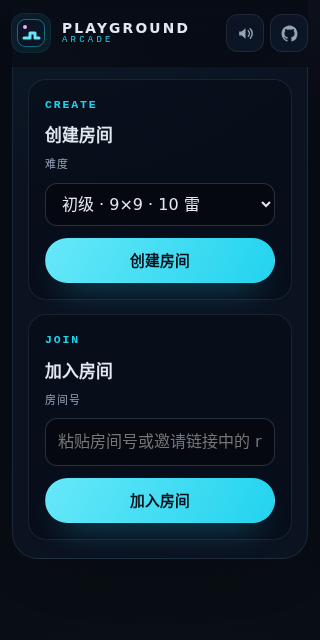 PLAYGROUND
ARCADE
CREATE
创建房间
难度
初级 · 9×9 · 10 雷
创建房间
JOIN
加入房间
房间号
粘贴房间号或邀请链接中的 r
加入房间